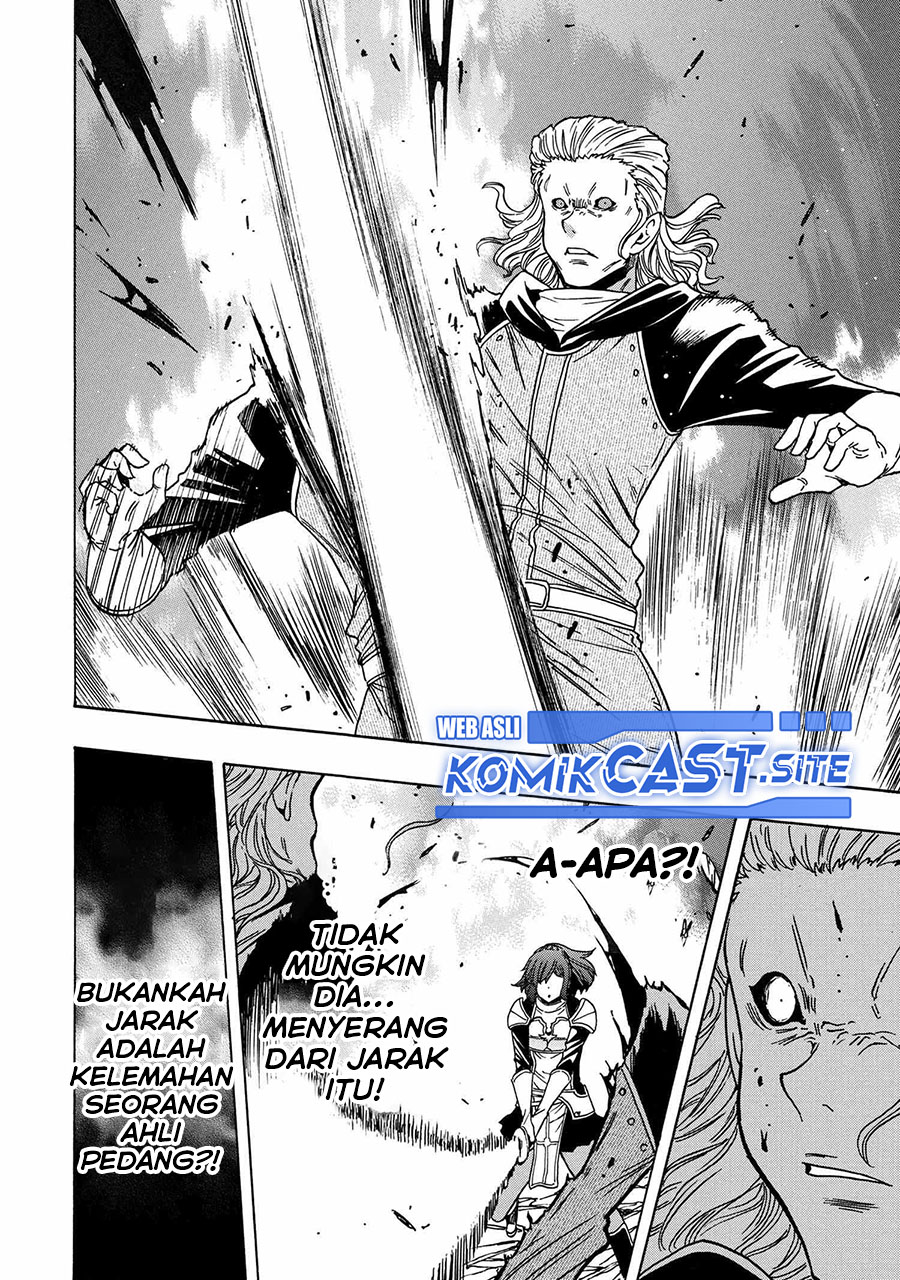 WEB ASLI
KOMIKCAST.SITE
A-APA?!
TIDAK
MUNGKIN
DIA...
MENYERANG
DARI JARAK
ITU!
BUKANKAH
JARAK
ADALAH
KELEMAHAN
SEORANG
AHLI
PEDANG?!